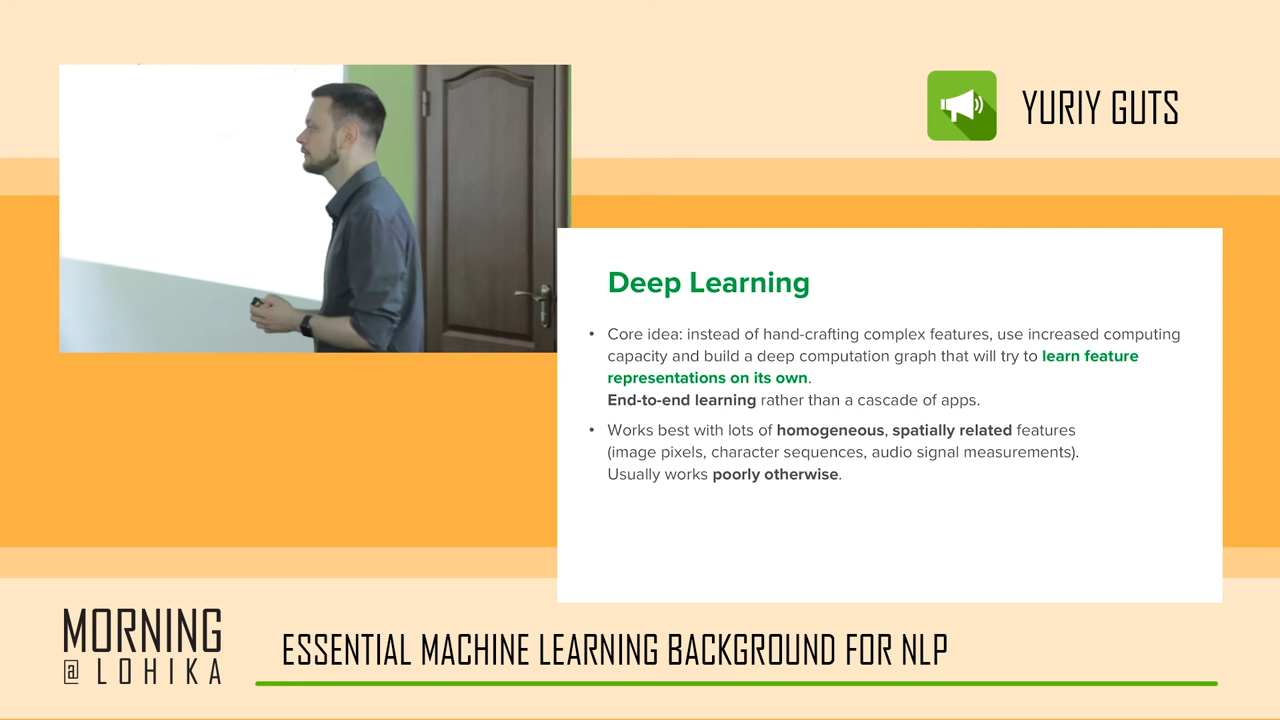 YURIY GUTS
Deep Learning
• Core idea: instead of hand-crafting complex features, use increased computing
capacity and build a deep computation graph that will try to learn feature
representations on its own.
End-to-end learning rather than a cascade of apps.
• Works best with lots of homogeneous, spatially related features
(image pixels, character sequences, audio signal measurements).
Usually works poorly otherwise.
MORNING
@ LOHIKA
ESSENTIAL MACHINE LEARNING BACKGROUND FOR NLP